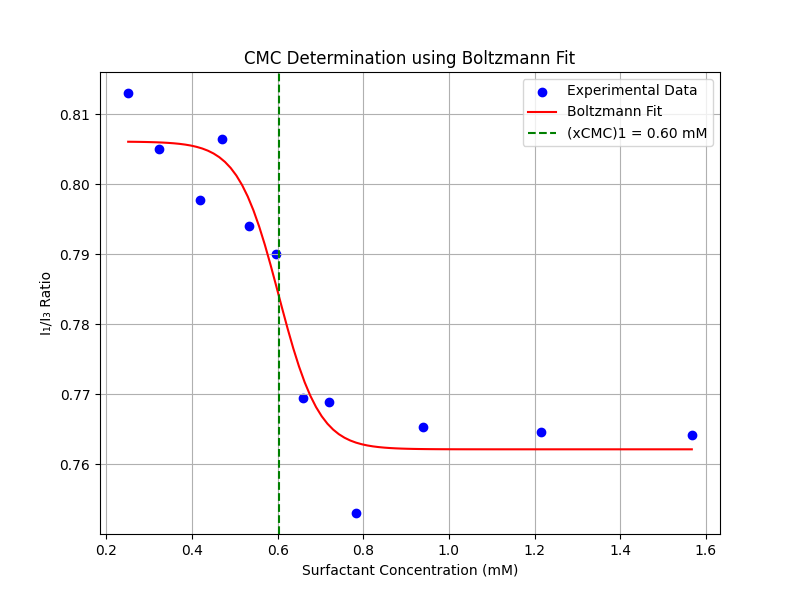 CMC Determination using Boltzmann Fit
Experimental Data
Boltzmann Fit
(xCMC)1 = 0.60 mM
I₁/I₃ Ratio
0.81
0.80
0.79
0.78
0.77
0.76
0.2 0.4 0.6 0.8 1.0 1.2 1.4 1.6
Surfactant Concentration (mM)